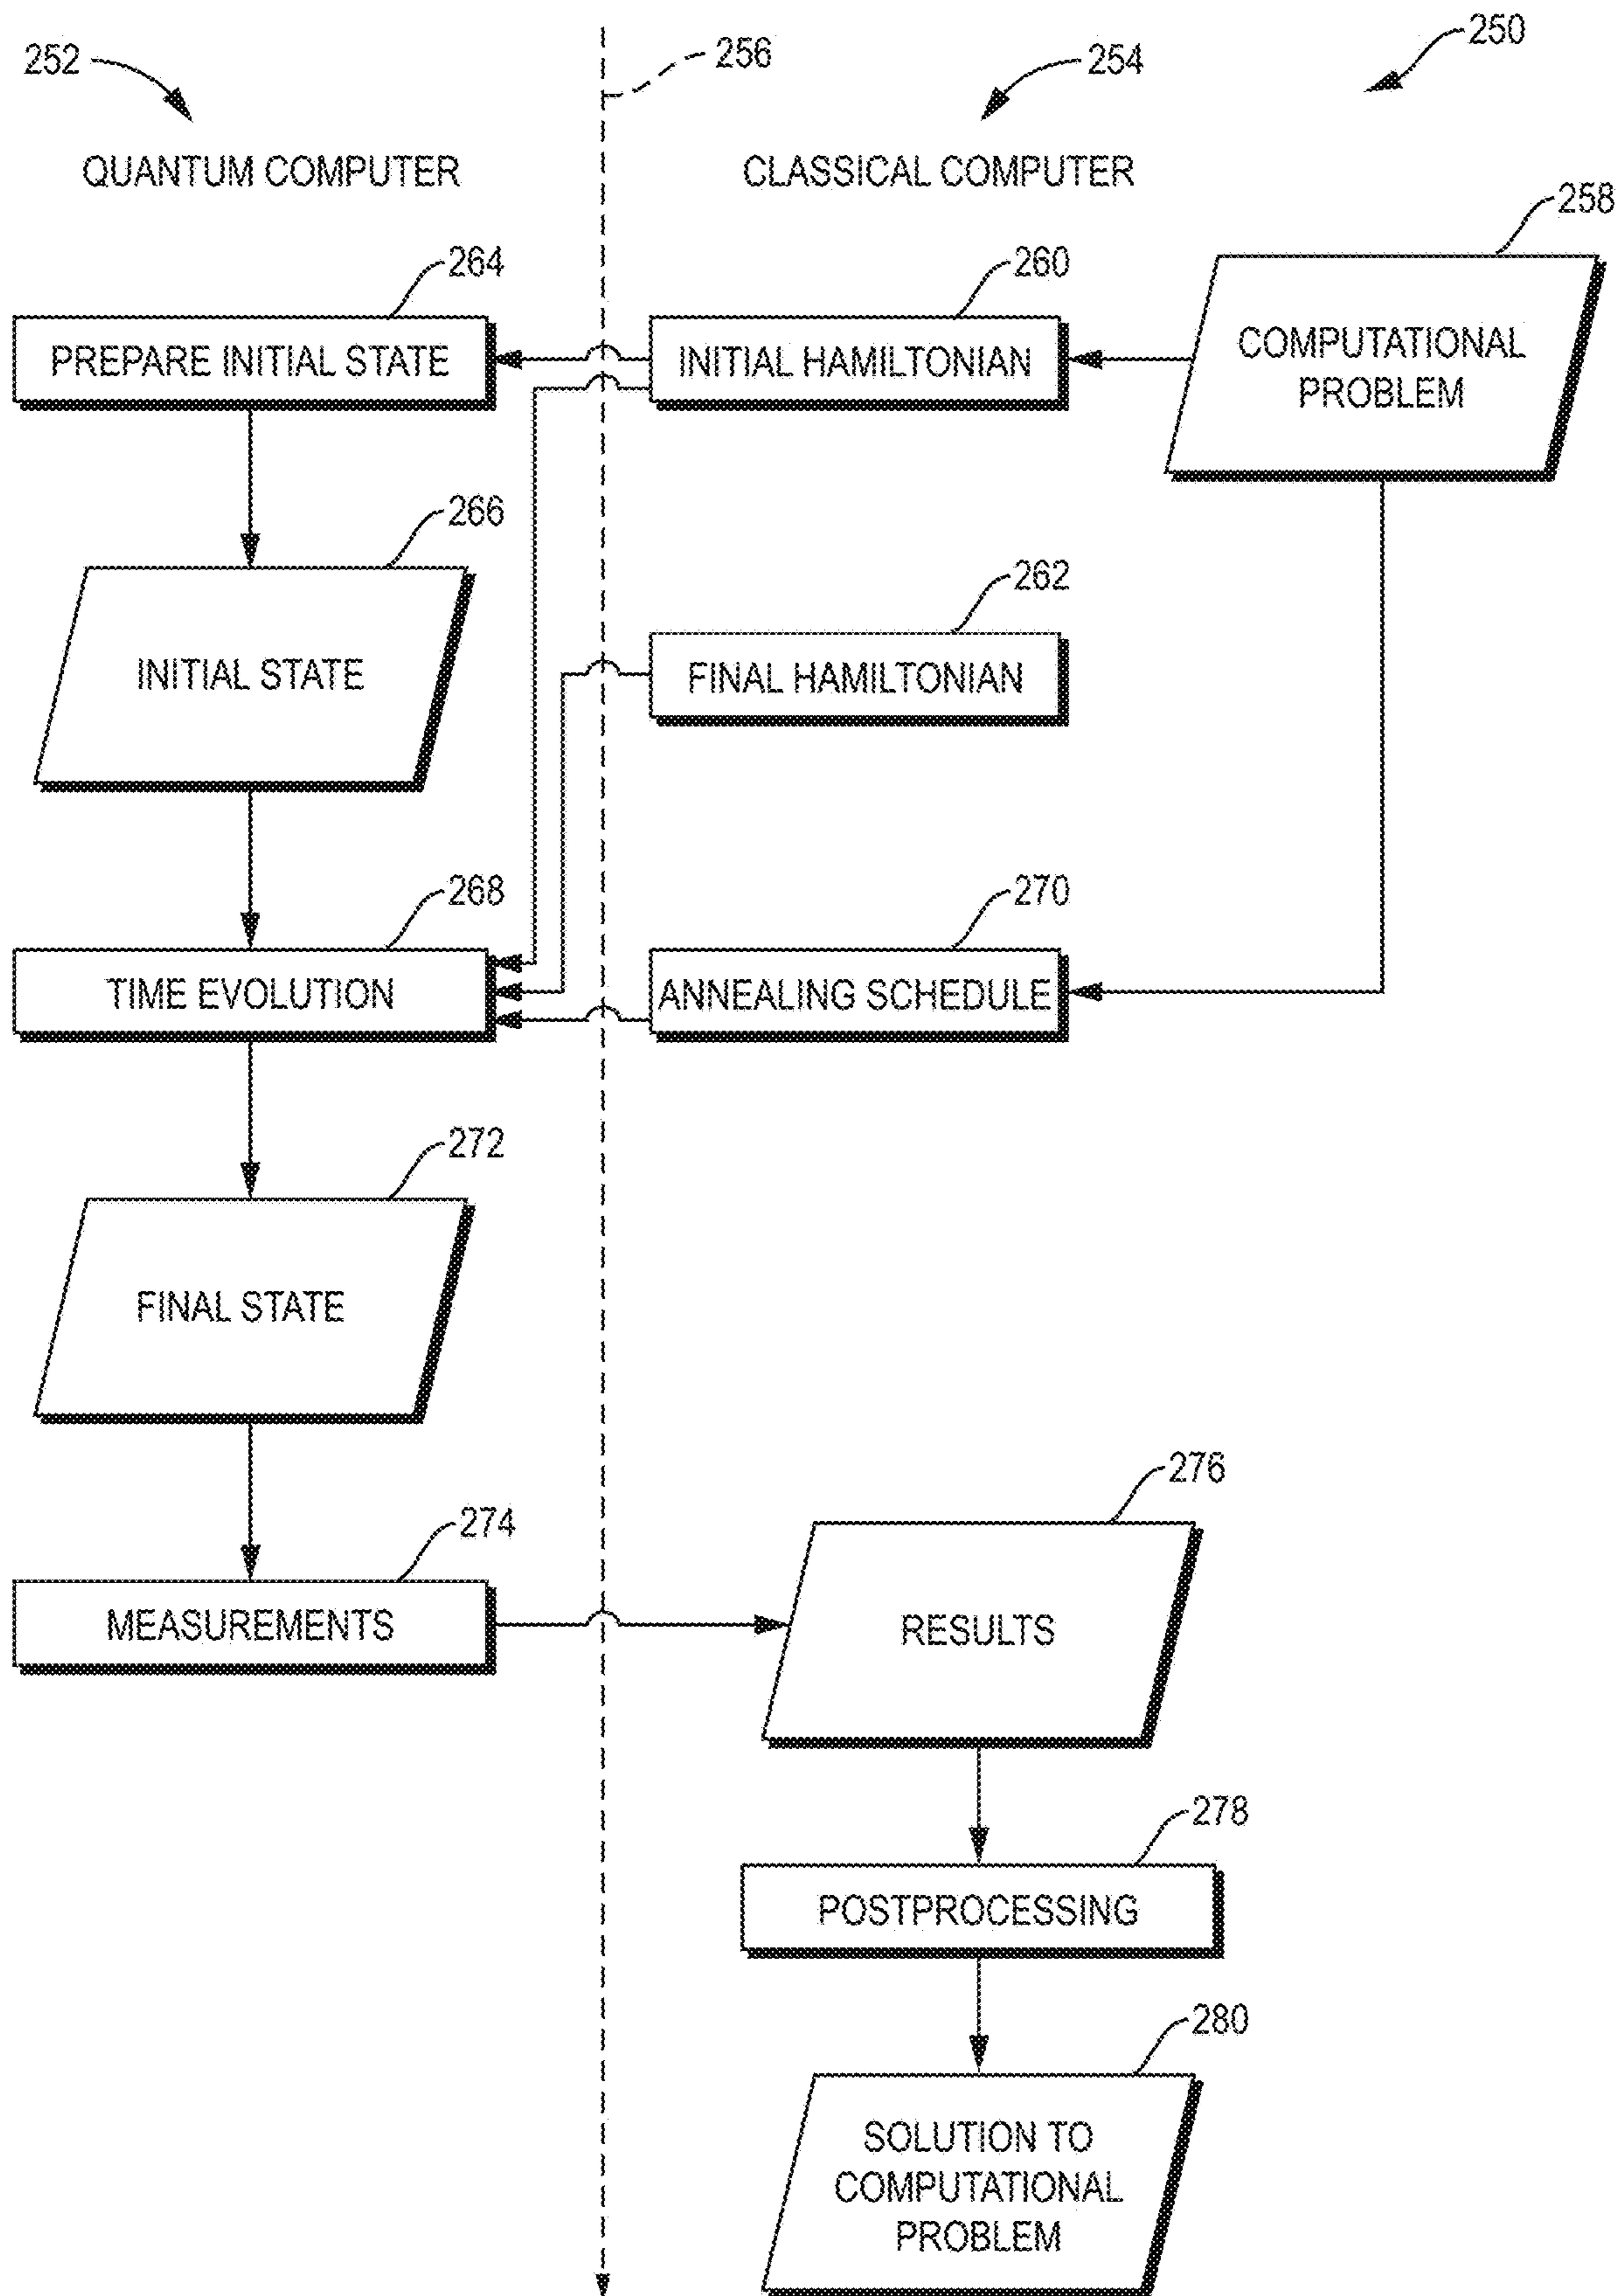 252
256
254
250
QUANTUM COMPUTER
CLASSICAL COMPUTER
258
264
260
PREPARE INITIAL STATE
INITIAL HAMILTONIAN
COMPUTATIONAL
PROBLEM
266
262
INITIAL STATE
FINAL HAMILTONIAN
268
270
TIME EVOLUTION
ANNEALING SCHEDULE
272
FINAL STATE
276
274
MEASUREMENTS
RESULTS
278
POSTPROCESSING
280
SOLUTION TO
COMPUTATIONAL
PROBLEM